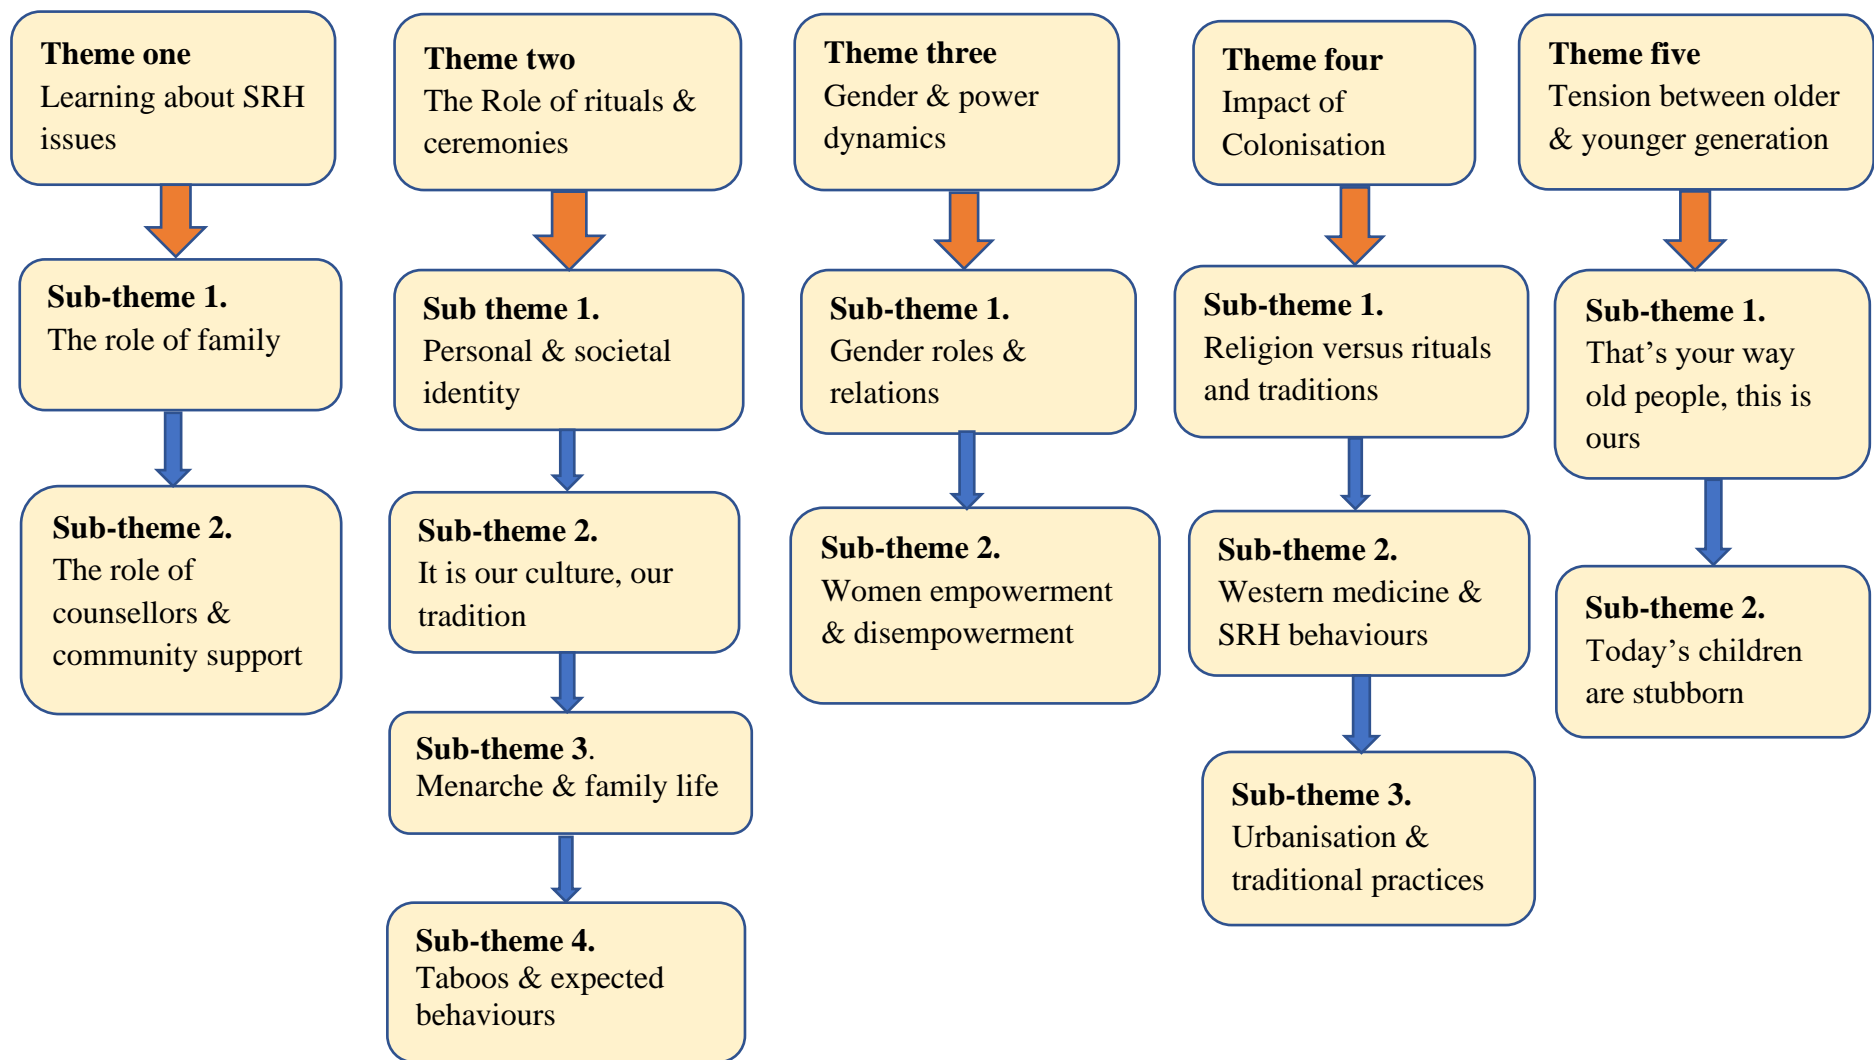 Theme one
Learning about SRH
issues
Sub-theme 1.
The role of family
Sub-theme 2.
The role of
counsellors &
community support
Theme two
The Role of rituals &
ceremonies
Sub theme 1.
Personal & societal
identity
Sub-theme 2.
It is our culture, our
tradition
Sub-theme 3.
Menarche & family life
Sub-theme 4.
Taboos & expected
behaviours
Theme three
Gender & power
dynamics
Sub-theme 1.
Gender roles &
relations
Sub-theme 2.
Women empowerment
& disempowerment
Theme four
Impact of
Colonisation
Sub-theme 1.
Religion versus rituals
and traditions
Sub-theme 2.
Western medicine &
SRH behaviours
Sub-theme 3.
Urbanisation &
traditional practices
Theme five
Tension between older
& younger generation
Sub-theme 1.
That’s your way
old people, this is
ours
Sub-theme 2.
Today’s children
are stubborn